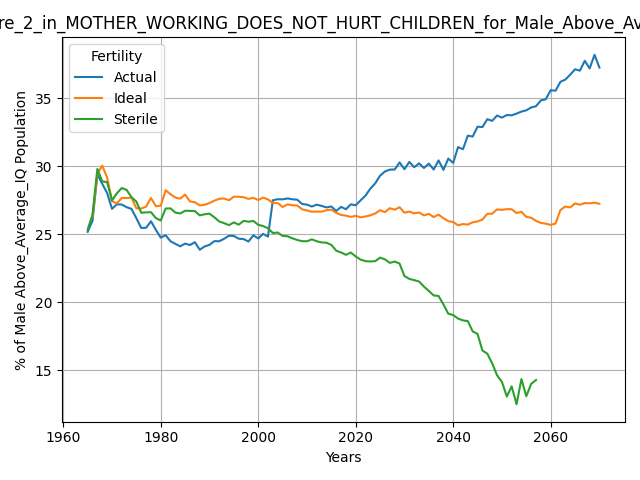 re_2_in_MOTHER_WORKING_DOES_NOT_HURT_CHILDREN_for_Male_Above_Av
Fertility
Actual
Ideal
Sterile
% of Male Above_Average_IQ Population
35
30
25
20
15
1960 1980 2000 2020 2040 2060
Years